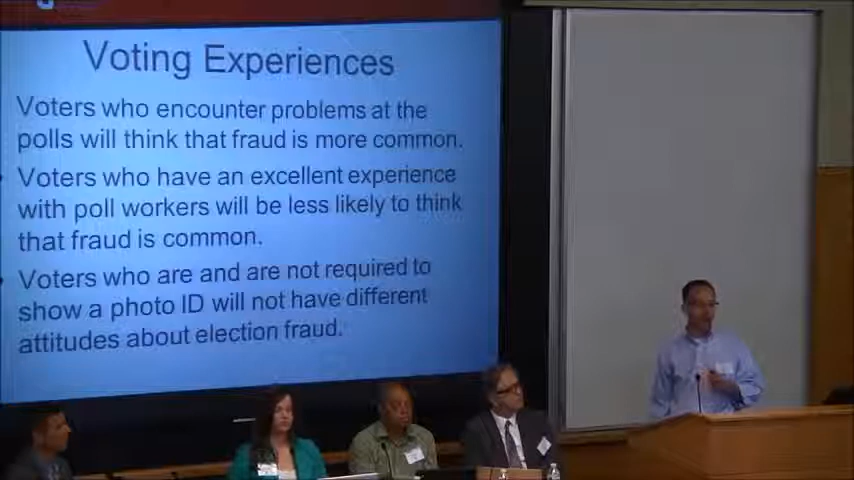 Voting Experiences
Voters who encounter problems at the
polls will think that fraud is more common.
Voters who have an excellent experience
with poll workers will be less likely to think
that fraud is common.
Voters who are and are not required to
show a photo ID will not have different
attitudes about election fraud.